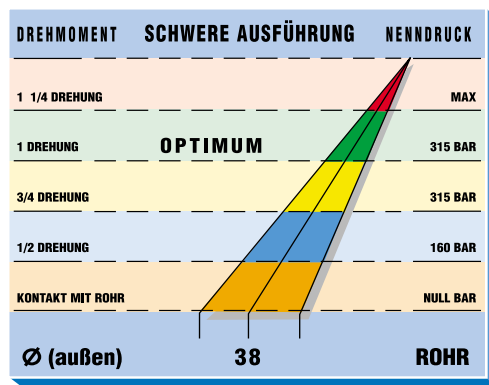 DREHMOMENT SCHWERE AUSFÜHRUNG NENNDRUCK
1 1/4 DREHUNG MAX
1 DREHUNG OPTIMUM 315 BAR
3/4 DREHUNG 315 BAR
1/2 DREHUNG 160 BAR
KONTAKT MIT ROHR NULL BAR
Ø (außen) 38 ROHR